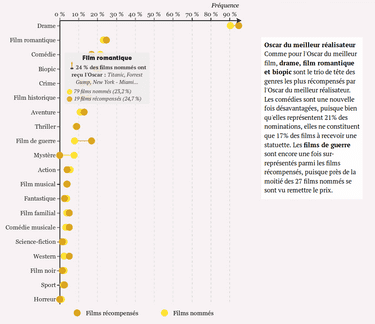 Fréquence
0 % 10 % 20 % 30 % 40 % 50 % 60 % 70 % 80 % 90 %
Drame
Film romantique
Comédie
Biopic
Crime
Film historique
Aventure
Thriller
Film de guerre
Mystère
Action
Film musical
Fantastique
Film familial
Comédie musicale
Science-fiction
Western
Film noir
Sport
Horreur
Film romantique
24 % des films nommés ont
reçu l'Oscar : Titanic, Forrest
Gump, New York - Miami...
79 films nommés (23,2 %)
19 films récompensés (24,7 %)
Films récompensés
Films nommés
Oscar du meilleur réalisateur
Comme pour l'Oscar du meilleur
film, drame, film romantique
et biopic sont le trio de tête des
genres les plus récompensés par
l'Oscar du meilleur réalisateur.
Les comédies sont une nouvelle
fois désavantagées, puisque bien
qu'elles représentent 21% des
nominations, elles ne constituent
que 17% des films à recevoir une
statuette. Les films de guerre
sont encore une fois sur-
représentés parmi les films
récompensés, puisque près de la
moitié des 27 films nommés se
sont vu remettre le prix.